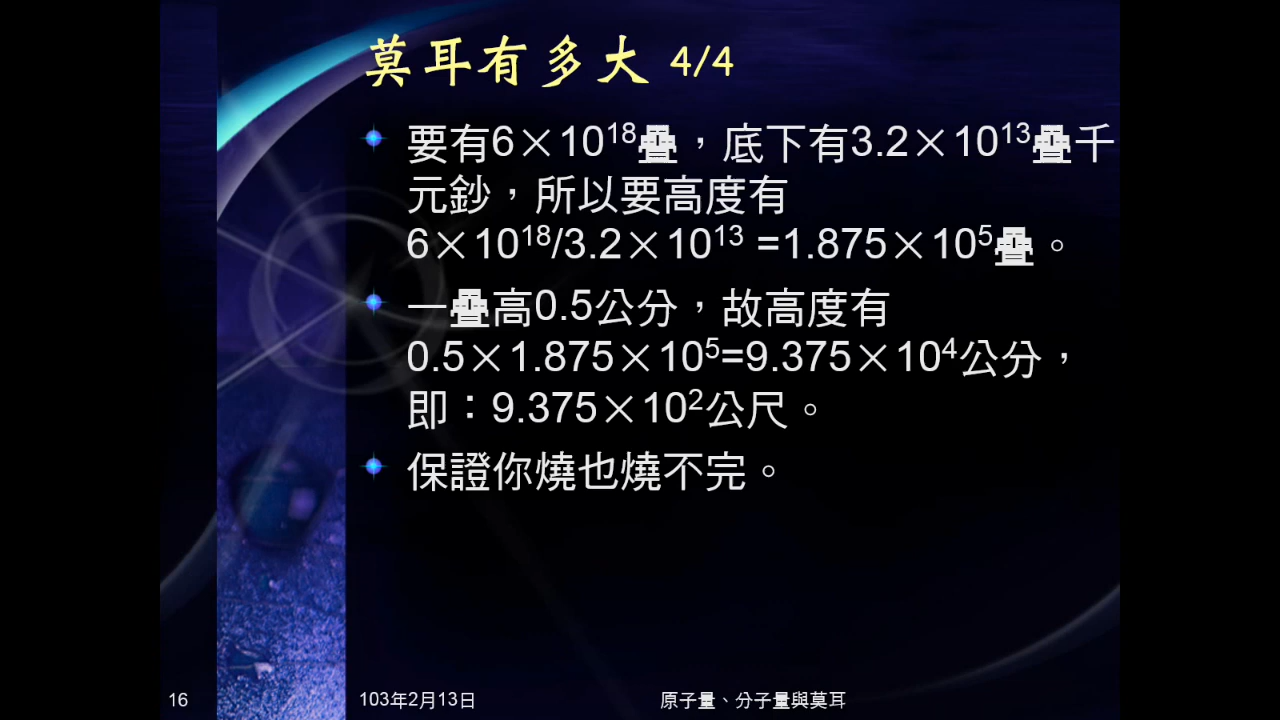 莫耳有多大 4/4
要有6×10¹⁸疊，底下有3.2×10¹³疊千
元鈔，所以要高度有
6×10¹⁸/3.2×10¹³ =1.875×10⁵疊。
一疊高0.5公分，故高度有
0.5×1.875×10⁵=9.375×10⁴公分，
即：9.375×10²公尺。
保證你燒也燒不完。
16
103年2月13日
原子量、分子量與莫耳